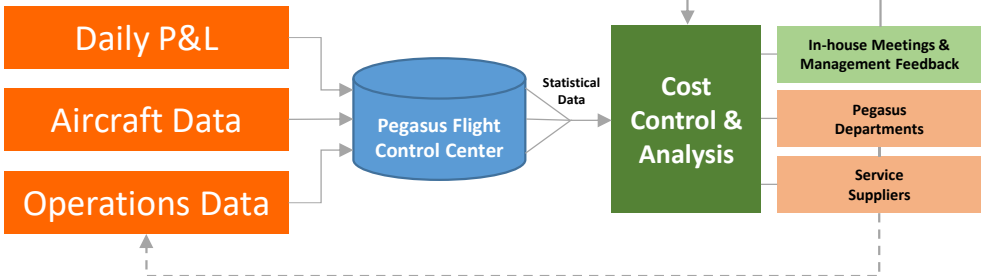 Daily P&L
Aircraft Data
Operations Data
Pegasus Flight
Control Center
Statistical
Data
Cost
Control &
Analysis
In-house Meetings &
Management Feedback
Pegasus
Departments
Service
Suppliers